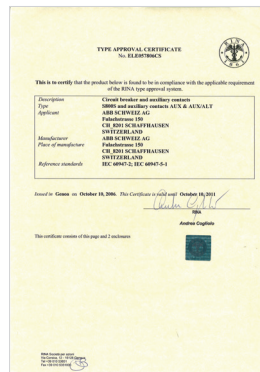 TYPE APPROVAL CERTIFICATE
No. ELE057806CS
This is to certify that the product below is found to be in compliance with the applicable requirement
of the RINA type approval system.
Description Circuit breaker and auxiliary contacts
Type S800S and auxiliary contacts AUX & AUX/ALT
Applicant ABB SCHWEIZ AG
Fulachstrasse 150
CH_8201 SCHAFFHAUSEN
SWITZERLAND
Manufacturer ABB SCHWEIZ AG
Place of manufacture Fulachstrasse 150
CH_8201 SCHAFFHAUSEN
SWITZERLAND
Reference standards IEC 60947-2; IEC 60947-5-1
Issued in Genoa on October 10, 2006. This Certificate is valid until October 10, 2011
RINA
Andrea Cogliolo
This certificate consists of this page and 2 enclosures
RINA
Via Corsica, 12 - 16128